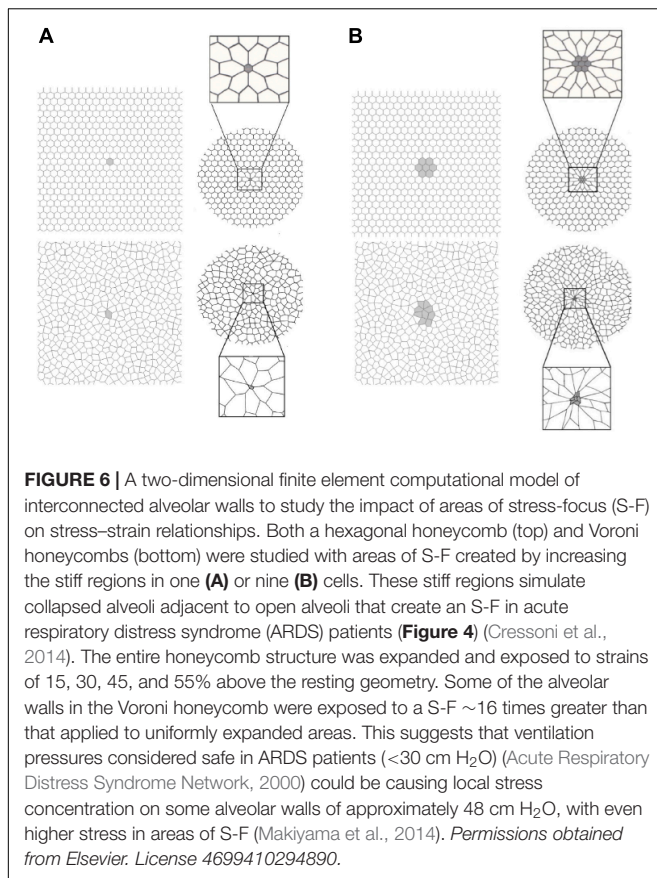 A
B
FIGURE 6 | A two-dimensional finite element computational model of
interconnected alveolar walls to study the impact of areas of stress-focus (S-F)
on stress–strain relationships. Both a hexagonal honeycomb (top) and Voroni
honeycombs (bottom) were studied with areas of S-F created by increasing
the stiff regions in one (A) or nine (B) cells. These stiff regions simulate
collapsed alveoli adjacent to open alveoli that create an S-F in acute
respiratory distress syndrome (ARDS) patients (Figure 4) (Cressoni et al.,
2014). The entire honeycomb structure was expanded and exposed to strains
of 15, 30, 45, and 55% above the resting geometry. Some of the alveolar
walls in the Voroni honeycomb were exposed to a S-F ∼16 times greater than
that applied to uniformly expanded areas. This suggests that ventilation
pressures considered safe in ARDS patients (<30 cm H₂O) (Acute Respiratory
Distress Syndrome Network, 2000) could be causing local stress
concentration on some alveolar walls of approximately 48 cm H₂O, with even
higher stress in areas of S-F (Makiyama et al., 2014). Permissions obtained
from Elsevier. License 4699410294890.